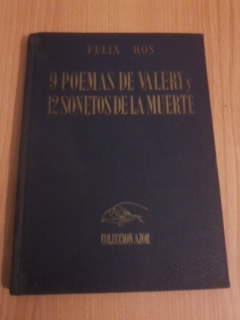 FELIX ROS
9 POEMAS DE VALERY y
12 SONETOS DE LA MUERTE
COLECCION AZOR